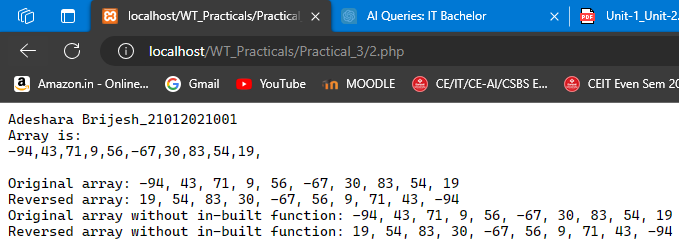 localhost/WT_Practicals/Practical
AI Queries: IT Bachelor
Unit-1_Unit-2.
localhost/WT_Practicals/Practical_3/2.php
Amazon.in - Online... Gmail YouTube MOODLE CE/IT/CE-AI/CSBS E... CEIT Even Sem 20
Adeshara Brijesh_21012021001
Array is:
-94,43,71,9,56,-67,30,83,54,19,
Original array: -94, 43, 71, 9, 56, -67, 30, 83, 54, 19
Reversed array: 19, 54, 83, 30, -67, 56, 9, 71, 43, -94
Original array without in-built function: -94, 43, 71, 9, 56, -67, 30, 83, 54, 19
Reversed array without in-built function: 19, 54, 83, 30, -67, 56, 9, 71, 43, -94